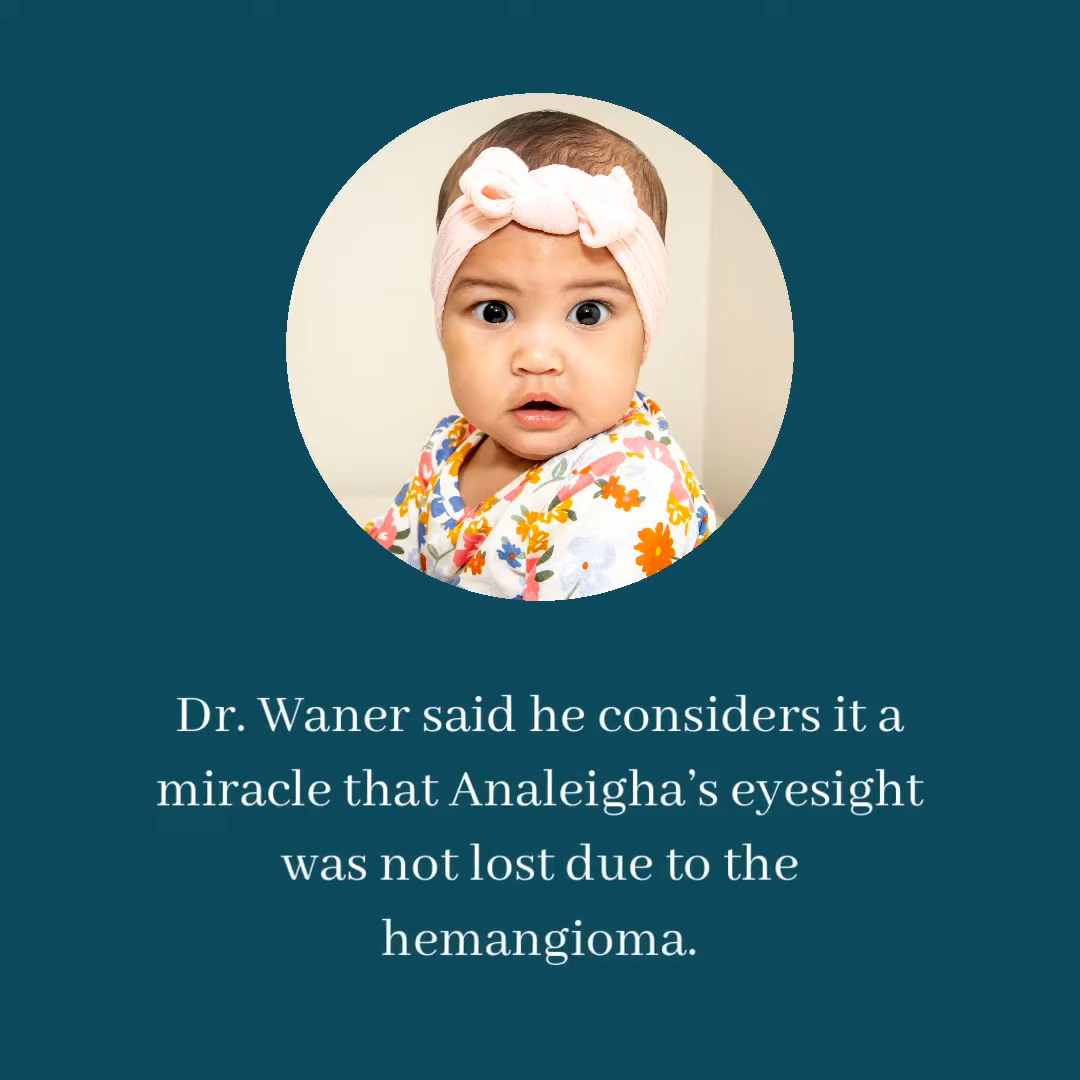 Dr. Waner said he considers it a
miracle that Analeigha’s eyesight
was not lost due to the
hemangioma.